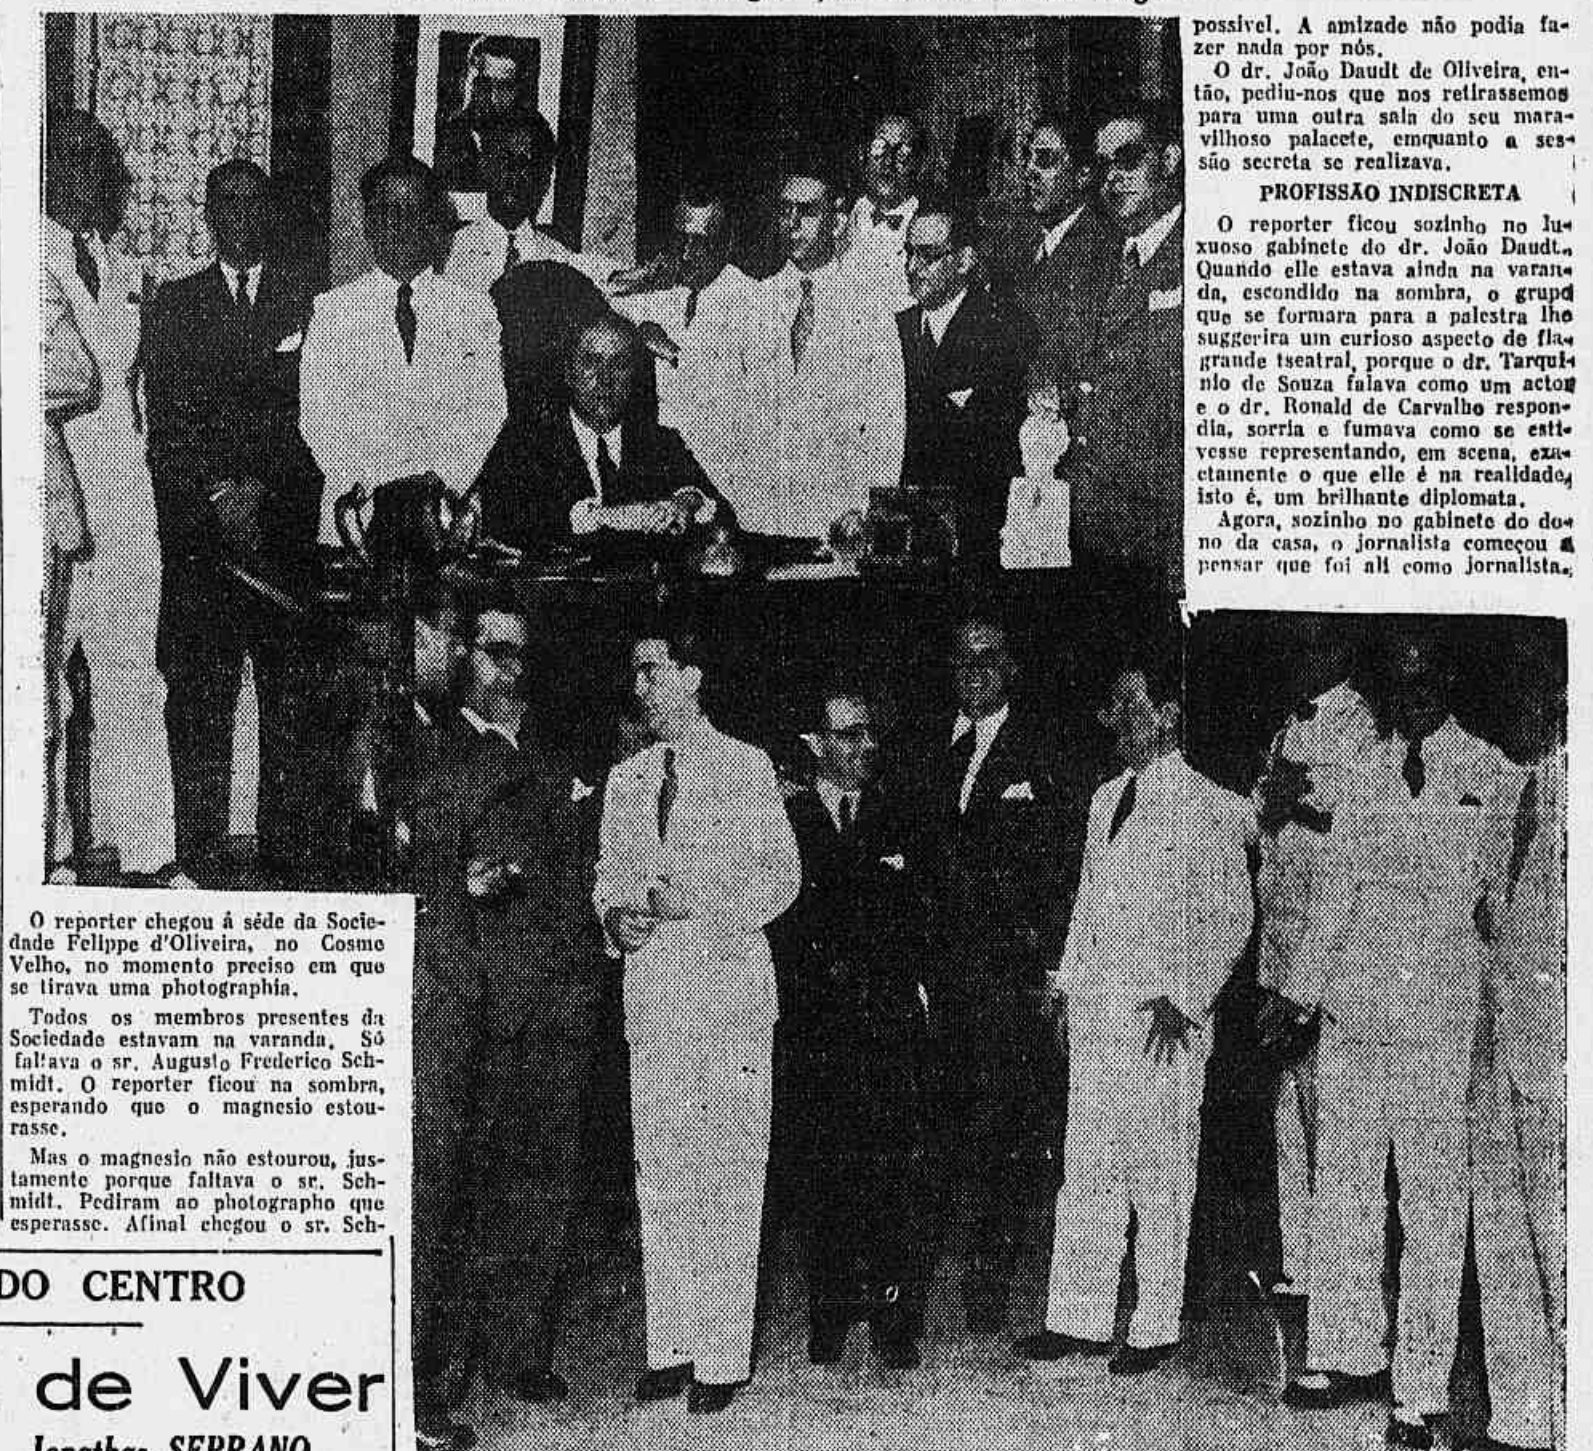 O reporter chegou á séde da Socie-
dade Felippe d'Oliveira, no Cosme
Velho, no momento preciso em que
se tirava uma photographia.
Todos os membros presentes da
Sociedade estavam na varanda. Só
faltava o sr. Augusto Frederico Sch-
midt. O reporter ficou na sombra,
esperando que o magnesio estou-
rasse.
Mas o magnesio não estourou, jus-
tamente porque faltava o sr. Sch-
midt. Pediram ao photographo que
esperasse. Afinal chegou o sr. Sch-
possivel. A amizade não podia fa-
zer nada por nós.
O dr. João Daudt de Oliveira, en-
tão, pediu-nos que nos retirassemos
para uma outra sala do seu mara-
vilhoso palacete, emquanto a ses-
são secreta se realizava.
PROFISSÃO INDISCRETA
O reporter ficou sozinho no lu-
xuoso gabinete do dr. João Daudt.
Quando elle estava ainda na varan-
da, escondido na sombra, o grupo
que se formara para a palestra lhe
suggerira um curioso aspecto de fla-
grande tseatral, porque o dr. Tarqui-
nio de Souza falava como um actor
e o dr. Ronald de Carvalho respon-
dia, sorria e fumava como se esti-
vesse representando, em scena, exa-
ctamente o que elle é na realidade,
isto é, um brilhante diplomata.
Agora, sozinho no gabinete do do-
no da casa, o jornalista começou a
pensar que foi ali como jornalista.
DO CENTRO
de Viver
SERRANO